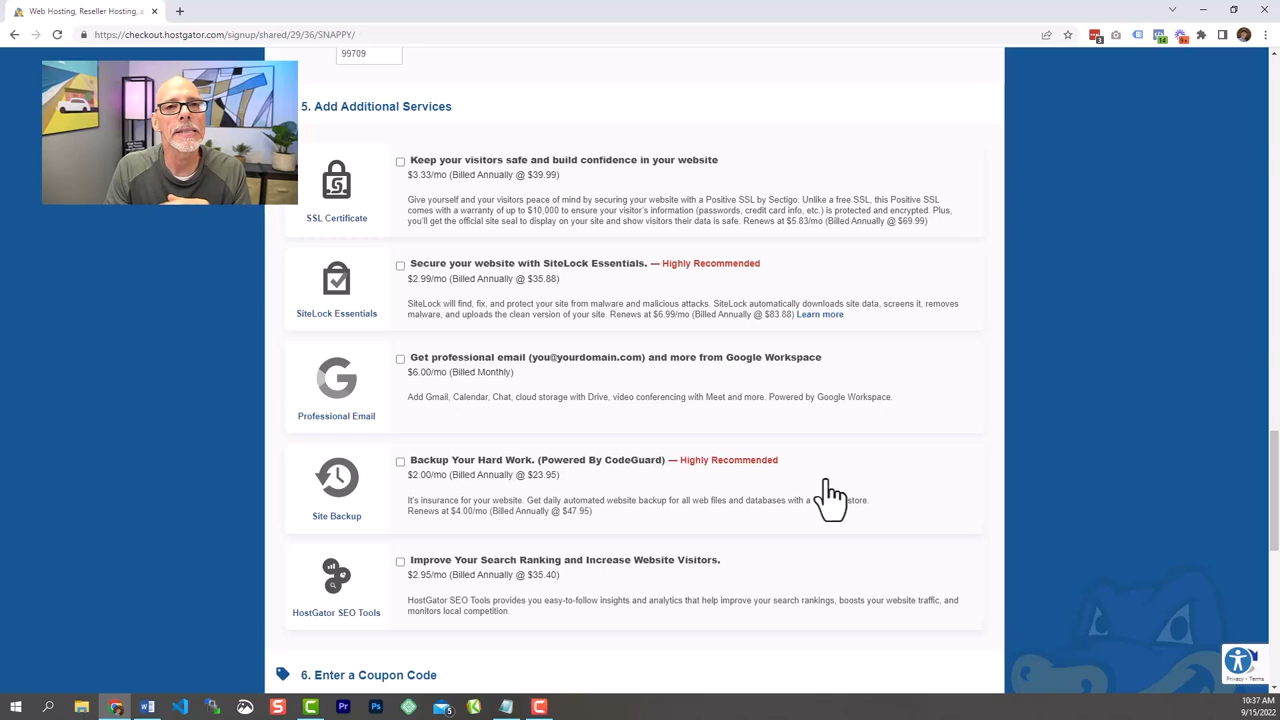 Web Hosting, Reseller Hosting, a
https://checkout.hostgator.com/signup/shared/29/36/SNAPPY/
99709
5. Add Additional Services
Keep your visitors safe and build confidence in your website
$3.33/mo (Billed Annually @ $39.99)
Give yourself and your visitors peace of mind by securing your website with a Positive SSL by Sectigo. Unlike a free SSL, this Positive SSL
comes with a warranty of up to $10,000 to ensure your visitor's information (passwords, credit card info, etc.) is protected and encrypted. Plus,
you'll get the official site seal to display on your site and show visitors their data is safe. Renews at $5.83/mo (Billed Annually @ $69.99)
SSL Certificate
Secure your website with SiteLock Essentials. — Highly Recommended
$2.99/mo (Billed Annually @ $35.88)
SiteLock will find, fix, and protect your site from malware and malicious attacks. SiteLock automatically downloads site data, screens it, removes
malware, and uploads the clean version of your site. Renews at $6.99/mo (Billed Annually @ $83.88) Learn more
SiteLock Essentials
Get professional email (you@yourdomain.com) and more from Google Workspace
$6.00/mo (Billed Monthly)
Add Gmail, Calendar, Chat, cloud storage with Drive, video conferencing with Meet and more. Powered by Google Workspace.
Professional Email
Backup Your Hard Work. (Powered By CodeGuard) — Highly Recommended
$2.00/mo (Billed Annually @ $23.95)
It's insurance for your website. Get daily automated website backup for all web files and databases with a store.
Renews at $4.00/mo (Billed Annually @ $47.95)
Site Backup
Improve Your Search Ranking and Increase Website Visitors.
$2.95/mo (Billed Annually @ $35.40)
HostGator SEO Tools provides you easy-to-follow insights and analytics that help improve your search rankings, boosts your website traffic, and
monitors local competition.
HostGator SEO Tools
6. Enter a Coupon Code
Privacy - Terms
10:37 AM
9/15/2022